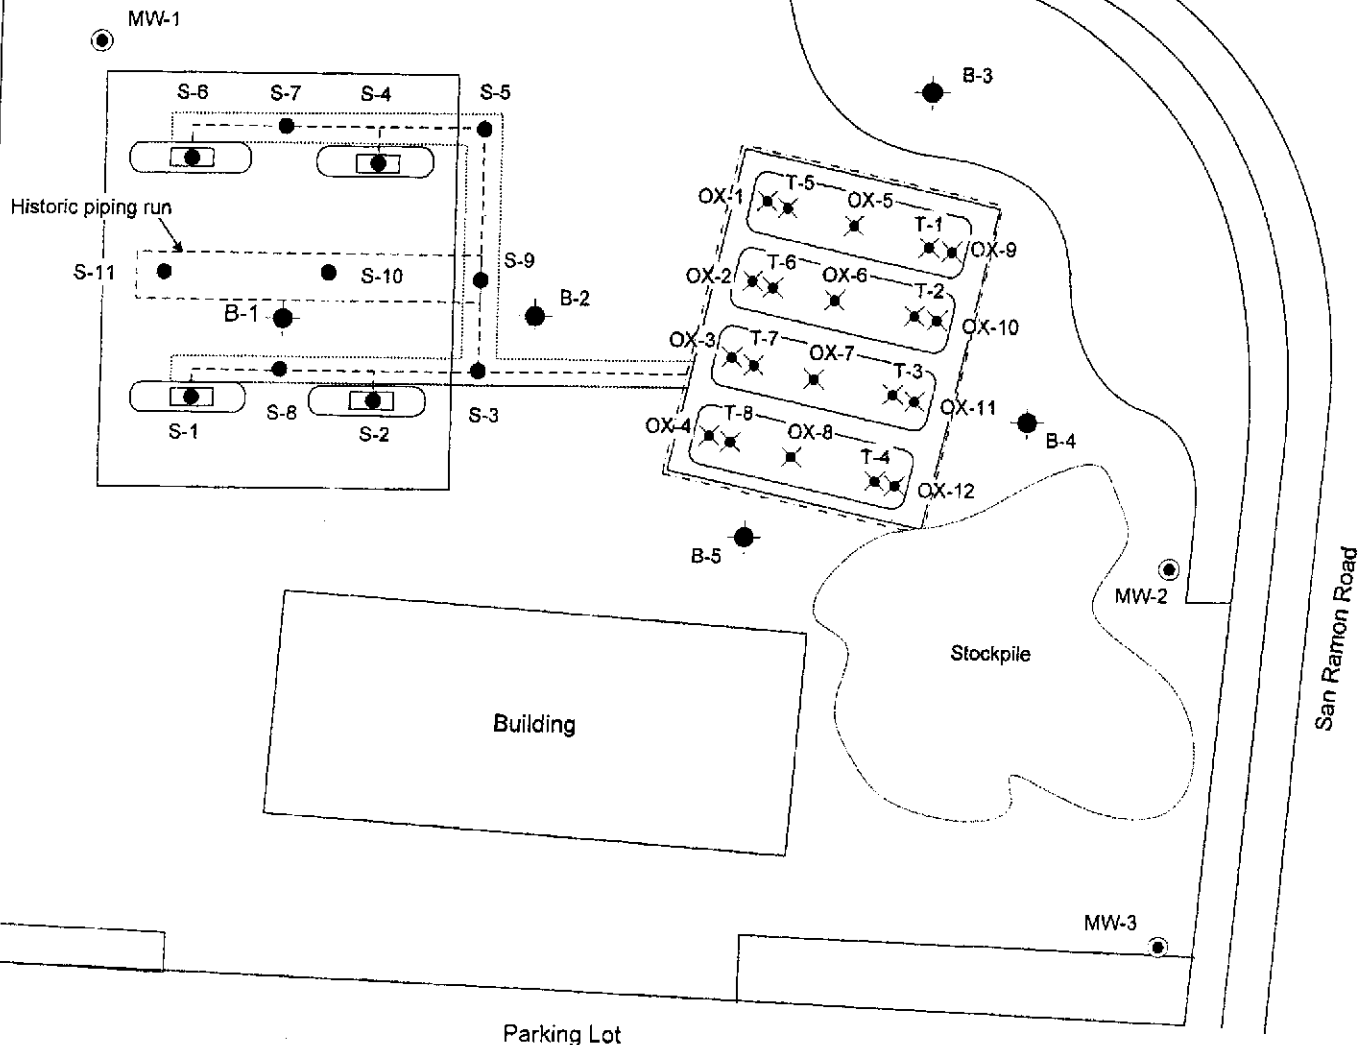 MW-1
B-3
S-6
S-7
S-4
S-5
T-5
OX-1
OX-5
T-1
OX-9
Historic piping run
S-11
S-10
S-9
T-6
OX-2
OX-6
T-2
OX-10
B-1
B-2
OX-3
T-7
OX-7
T-3
OX-11
S-8
S-3
S-1
S-2
OX-4
T-8
OX-8
T-4
OX-12
B-4
B-5
MW-2
Stockpile
San Ramon Road
Building
MW-3
Parking Lot